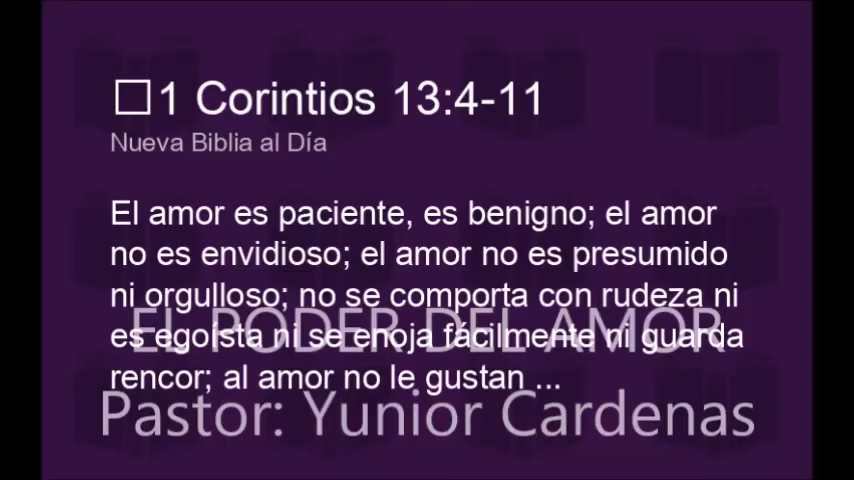 □1 Corintios 13:4-11
Nueva Biblia al Día
El amor es paciente, es benigno; el amor
no es envidioso; el amor no es presumido
ni orgulloso; no se comporta con rudeza ni
es egoísta ni se enoja fácilmente ni guarda
rencor; al amor no le gustan ...
EL PODER DEL AMOR
Pastor: Yunior Cardenas